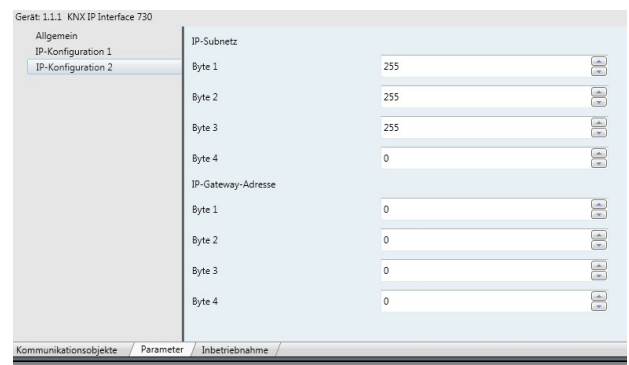 Gerät: 1.1.1 KNX IP Interface 730
Allgemein
IP-Konfiguration 1
IP-Konfiguration 2
IP-Subnetz
Byte 1 255
Byte 2 255
Byte 3 255
Byte 4 0
IP-Gateway-Adresse
Byte 1 0
Byte 2 0
Byte 3 0
Byte 4 0
Kommunikationsobjekte Parameter Inbetriebnahme